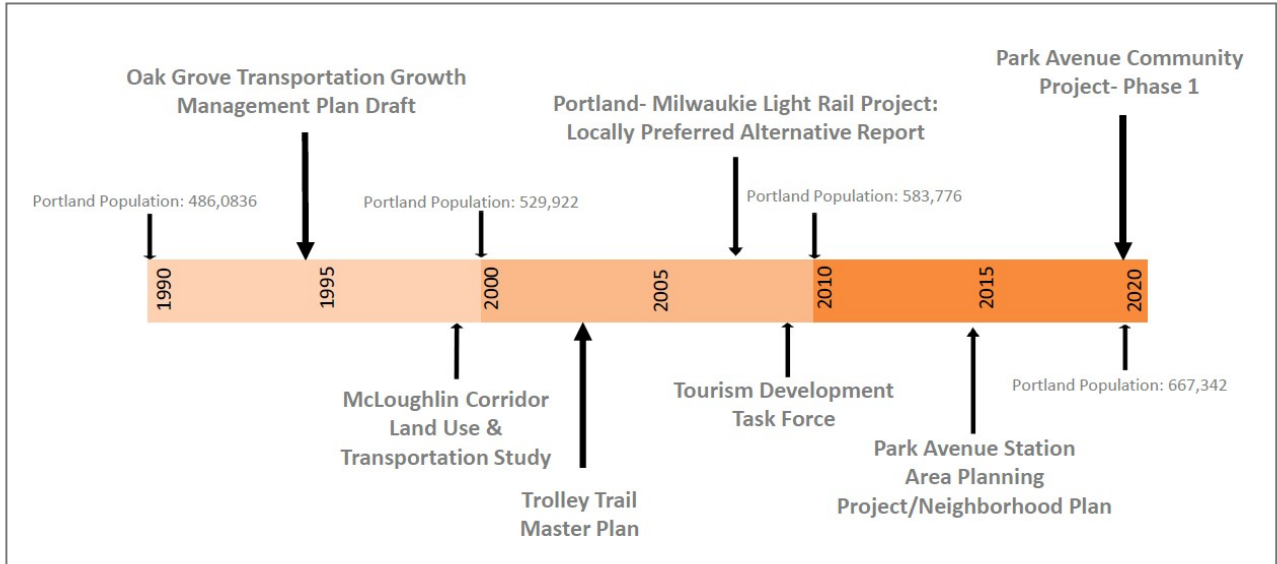 Oak Grove Transportation Growth
Management Plan Draft
Portland- Milwaukie Light Rail Project:
Locally Preferred Alternative Report
Park Avenue Community
Project- Phase 1
Portland Population: 486,0836
Portland Population: 529,922
Portland Population: 583,776
1990
1995
2000
2005
2010
2015
2020
McLoughlin Corridor
Land Use &
Transportation Study
Trolley Trail
Master Plan
Tourism Development
Task Force
Park Avenue Station
Area Planning
Project/Neighborhood Plan
Portland Population: 667,342